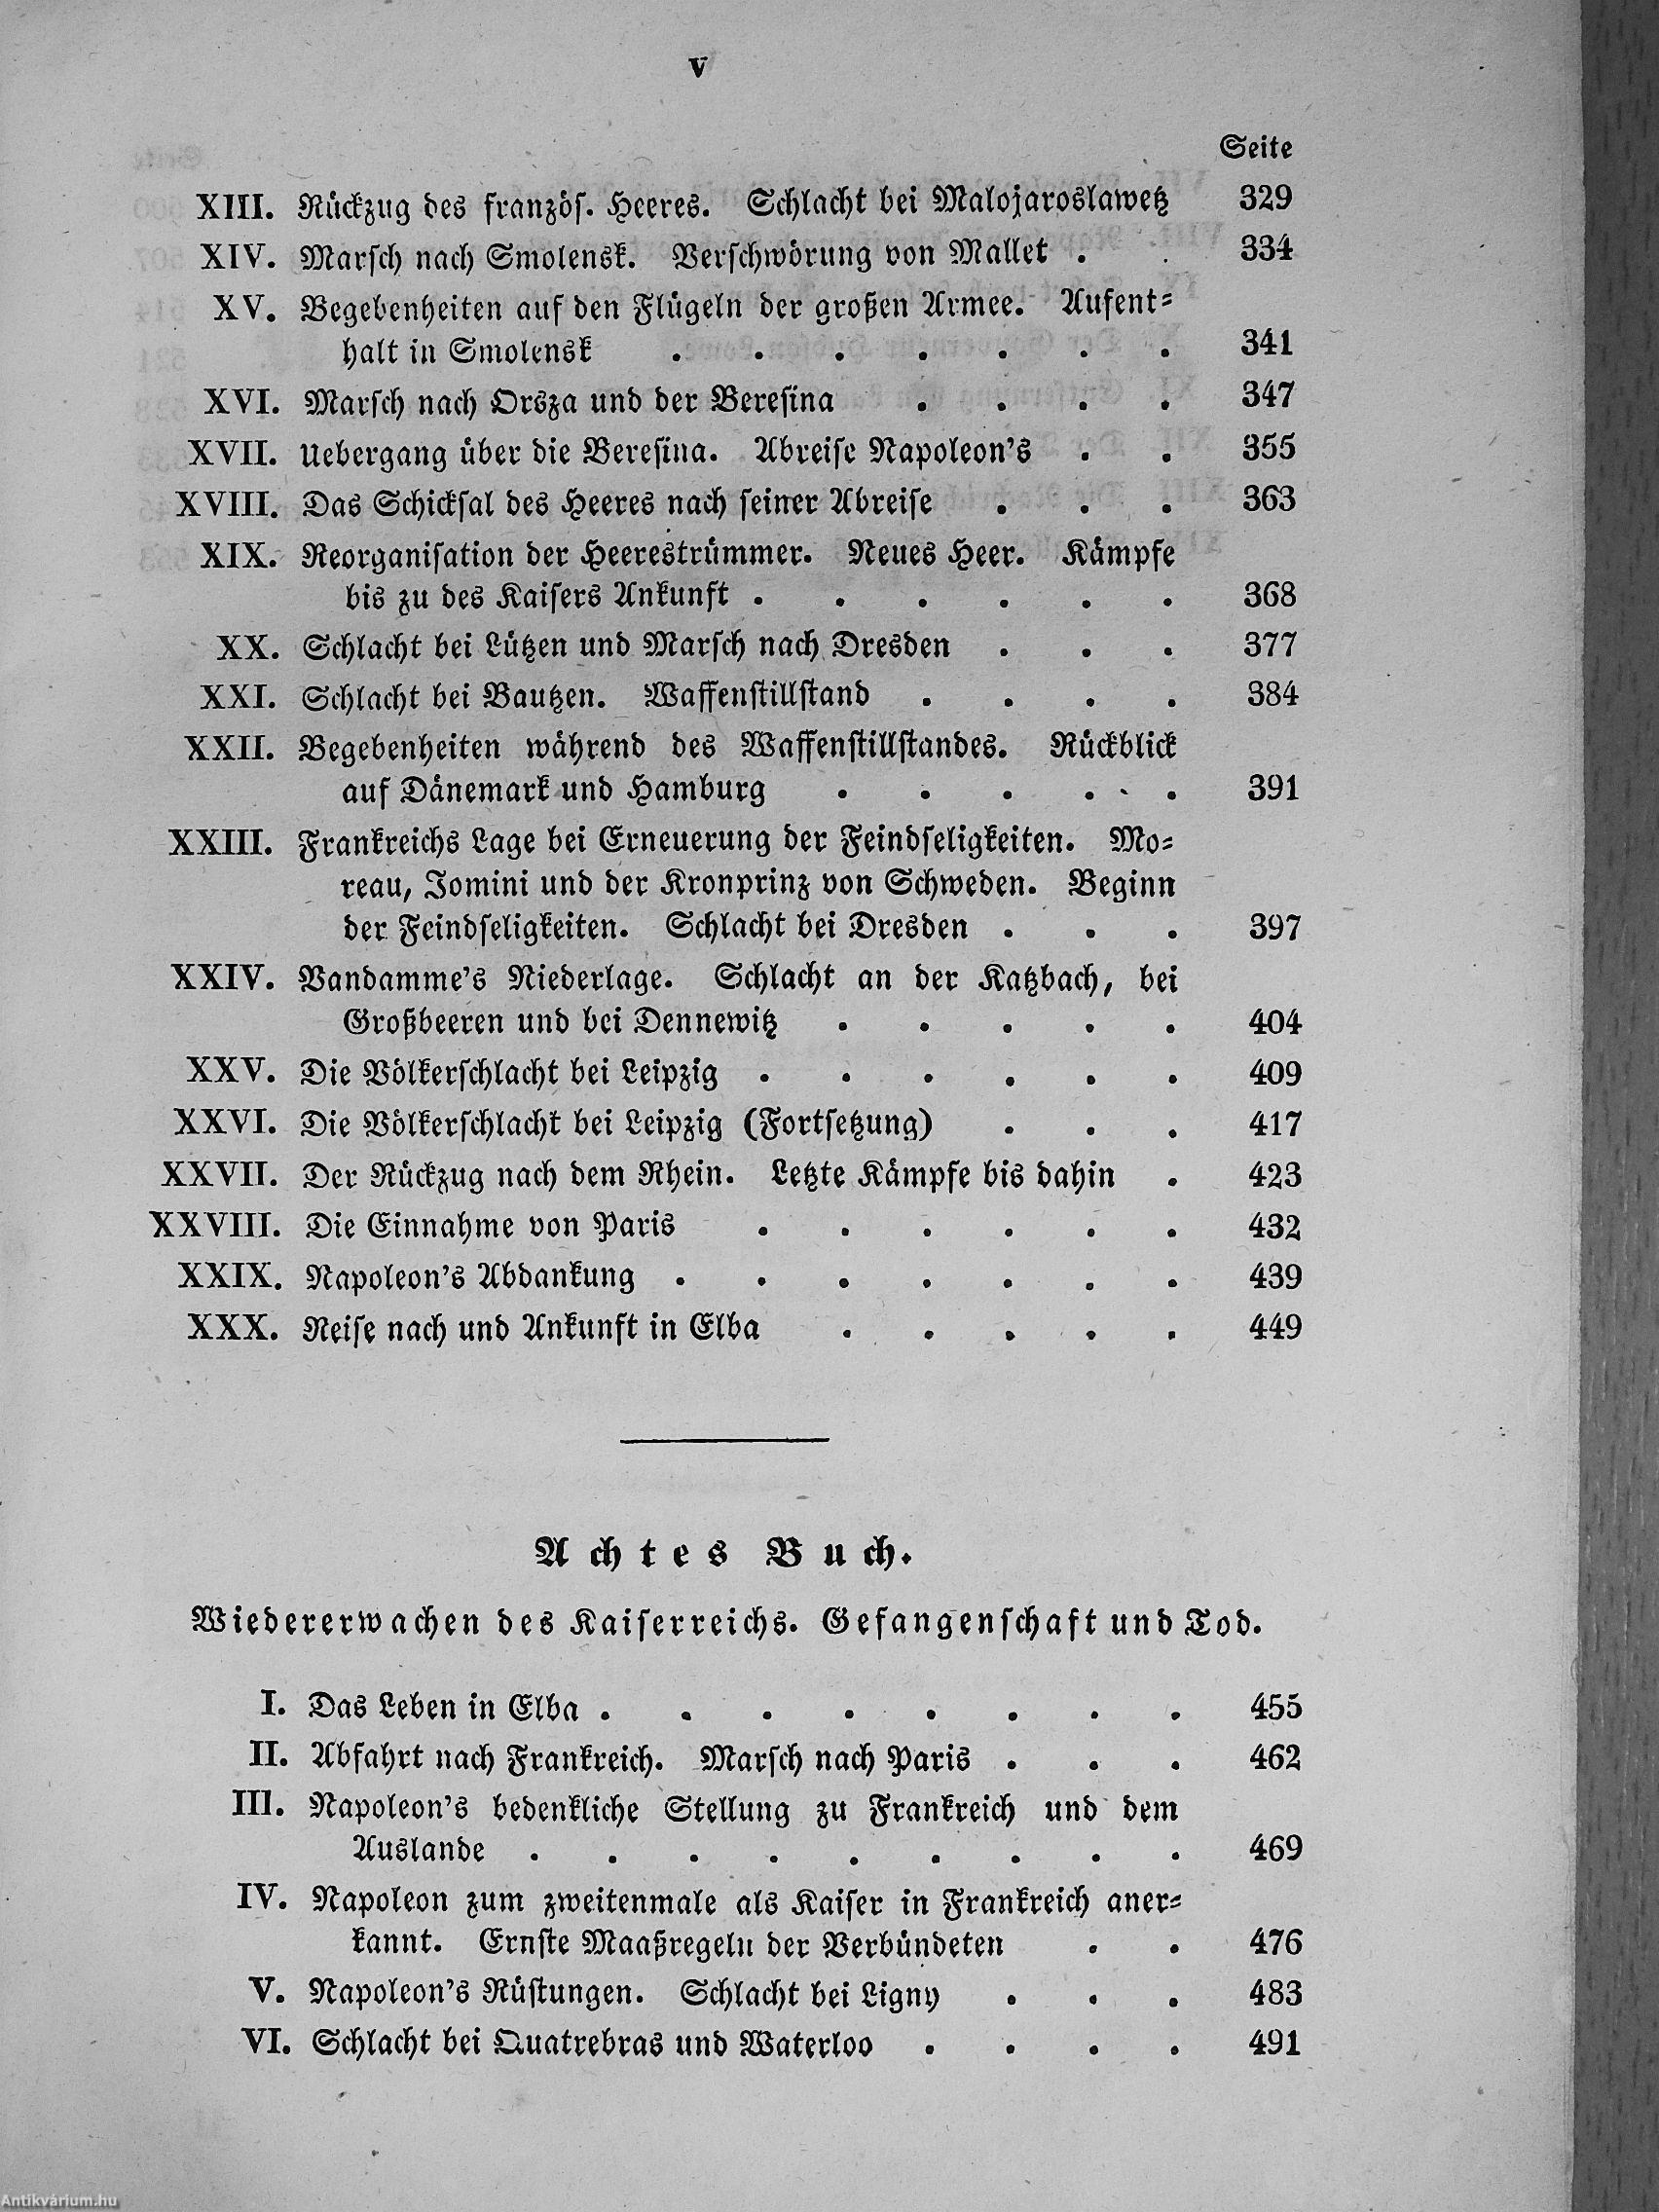 V
Seite
XIII. Rückzug des französ. Heeres. Schlacht bei Malojaroslawetz 329
XIV. Marsch nach Smolensk. Verschwörung von Mallet . . 334
XV. Begebenheiten auf den Flügeln der großen Armee. Aufent=
halt in Smolensk . . . . . . . 341
XVI. Marsch nach Orsza und der Beresina . . . . 347
XVII. Uebergang über die Beresina. Abreise Napoleon's . . 355
XVIII. Das Schicksal des Heeres nach seiner Abreise . . . 363
XIX. Reorganisation der Heerestrümmer. Neues Heer. Kämpfe
bis zu des Kaisers Ankunft . . . . . . 368
XX. Schlacht bei Lützen und Marsch nach Dresden . . . 377
XXI. Schlacht bei Bautzen. Waffenstillstand . . . . 384
XXII. Begebenheiten während des Waffenstillstandes. Rückblick
auf Dänemark und Hamburg . . . . . 391
XXIII. Frankreichs Lage bei Erneuerung der Feindseligkeiten. Mo=
reau, Jomini und der Kronprinz von Schweden. Beginn
der Feindseligkeiten. Schlacht bei Dresden . . . 397
XXIV. Vandamme's Niederlage. Schlacht an der Katzbach, bei
Großbeeren und bei Dennewitz . . . . . 404
XXV. Die Völkerschlacht bei Leipzig . . . . . . 409
XXVI. Die Völkerschlacht bei Leipzig (Fortsetzung) . . . 417
XXVII. Der Rückzug nach dem Rhein. Letzte Kämpfe bis dahin . 423
XXVIII. Die Einnahme von Paris . . . . . . 432
XXIX. Napoleon's Abdankung . . . . . . . 439
XXX. Reise nach und Ankunft in Elba . . . . . 449
Achtes Buch.
Wiedererwachen des Kaiserreichs. Gefangenschaft und Tod.
I. Das Leben in Elba . . . . . . . . 455
II. Abfahrt nach Frankreich. Marsch nach Paris . . . 462
III. Napoleon's bedenkliche Stellung zu Frankreich und dem
Auslande . . . . . . . . . 469
IV. Napoleon zum zweitenmale als Kaiser in Frankreich aner=
kannt. Ernste Maaßregeln der Verbündeten . . 476
V. Napoleon's Rüstungen. Schlacht bei Ligny . . . 483
VI. Schlacht bei Quatrebras und Waterloo . . . . 491
Antikvárium.hu